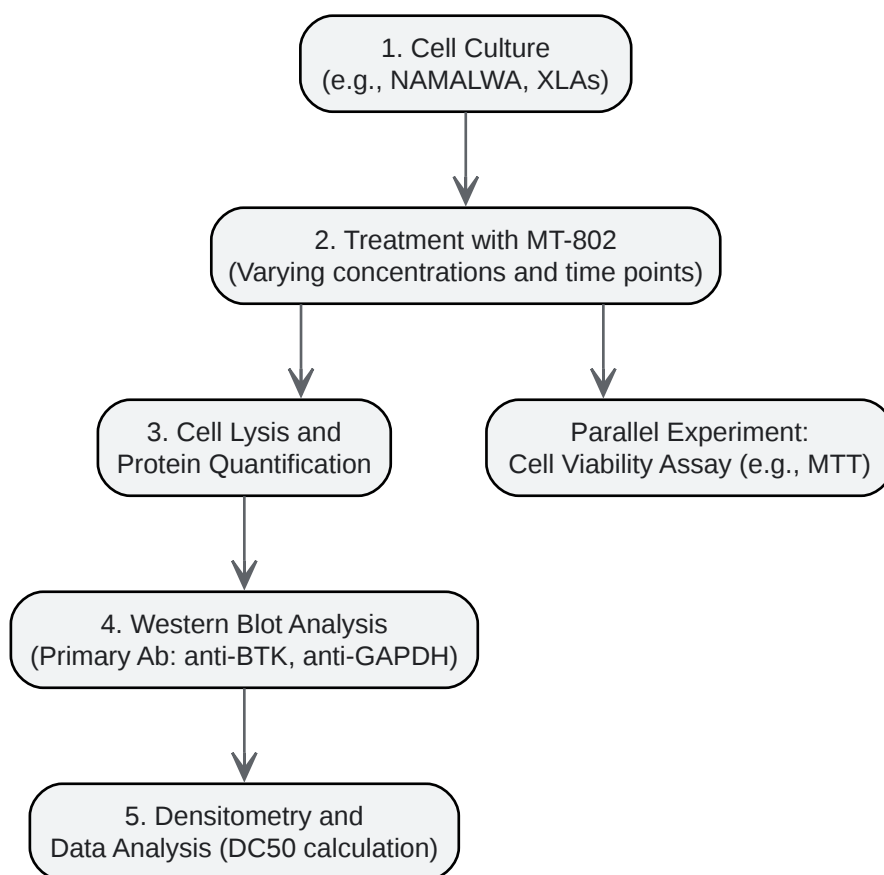 1. Cell Culture
(e.g., NAMALWA, XLAs)
2. Treatment with MT-802
(Varying concentrations and time points)
3. Cell Lysis and
Protein Quantification
Parallel Experiment:
Cell Viability Assay (e.g., MTT)
4. Western Blot Analysis
(Primary Ab: anti-BTK, anti-GAPDH)
5. Densitometry and
Data Analysis (DC50 calculation)